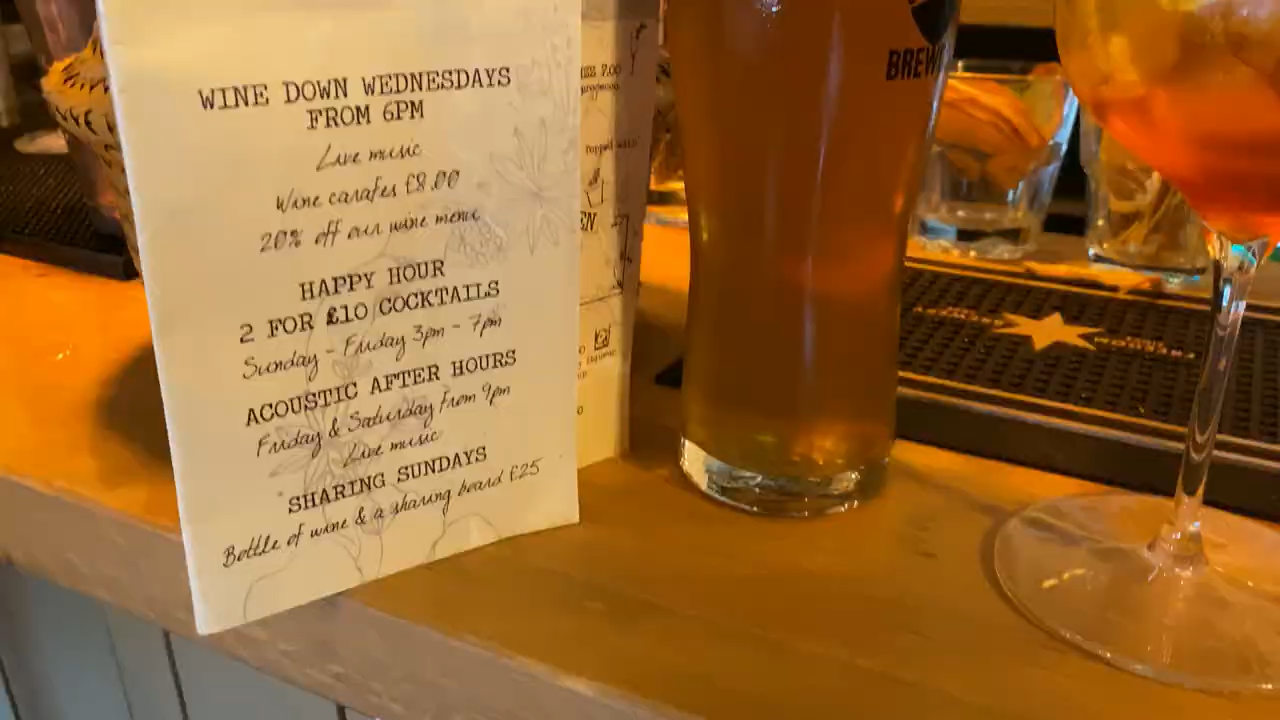 WINE DOWN WEDNESDAYS
FROM 6PM
Live music
Wine carafes £8.00
20% off our wine menu
HAPPY HOUR
2 FOR £10 COCKTAILS
Sunday - Friday 3pm - 7pm
ACOUSTIC AFTER HOURS
Friday & Saturday From 9pm
Live music
SHARING SUNDAYS
Bottle of wine & a sharing board £25
7.00
BREW